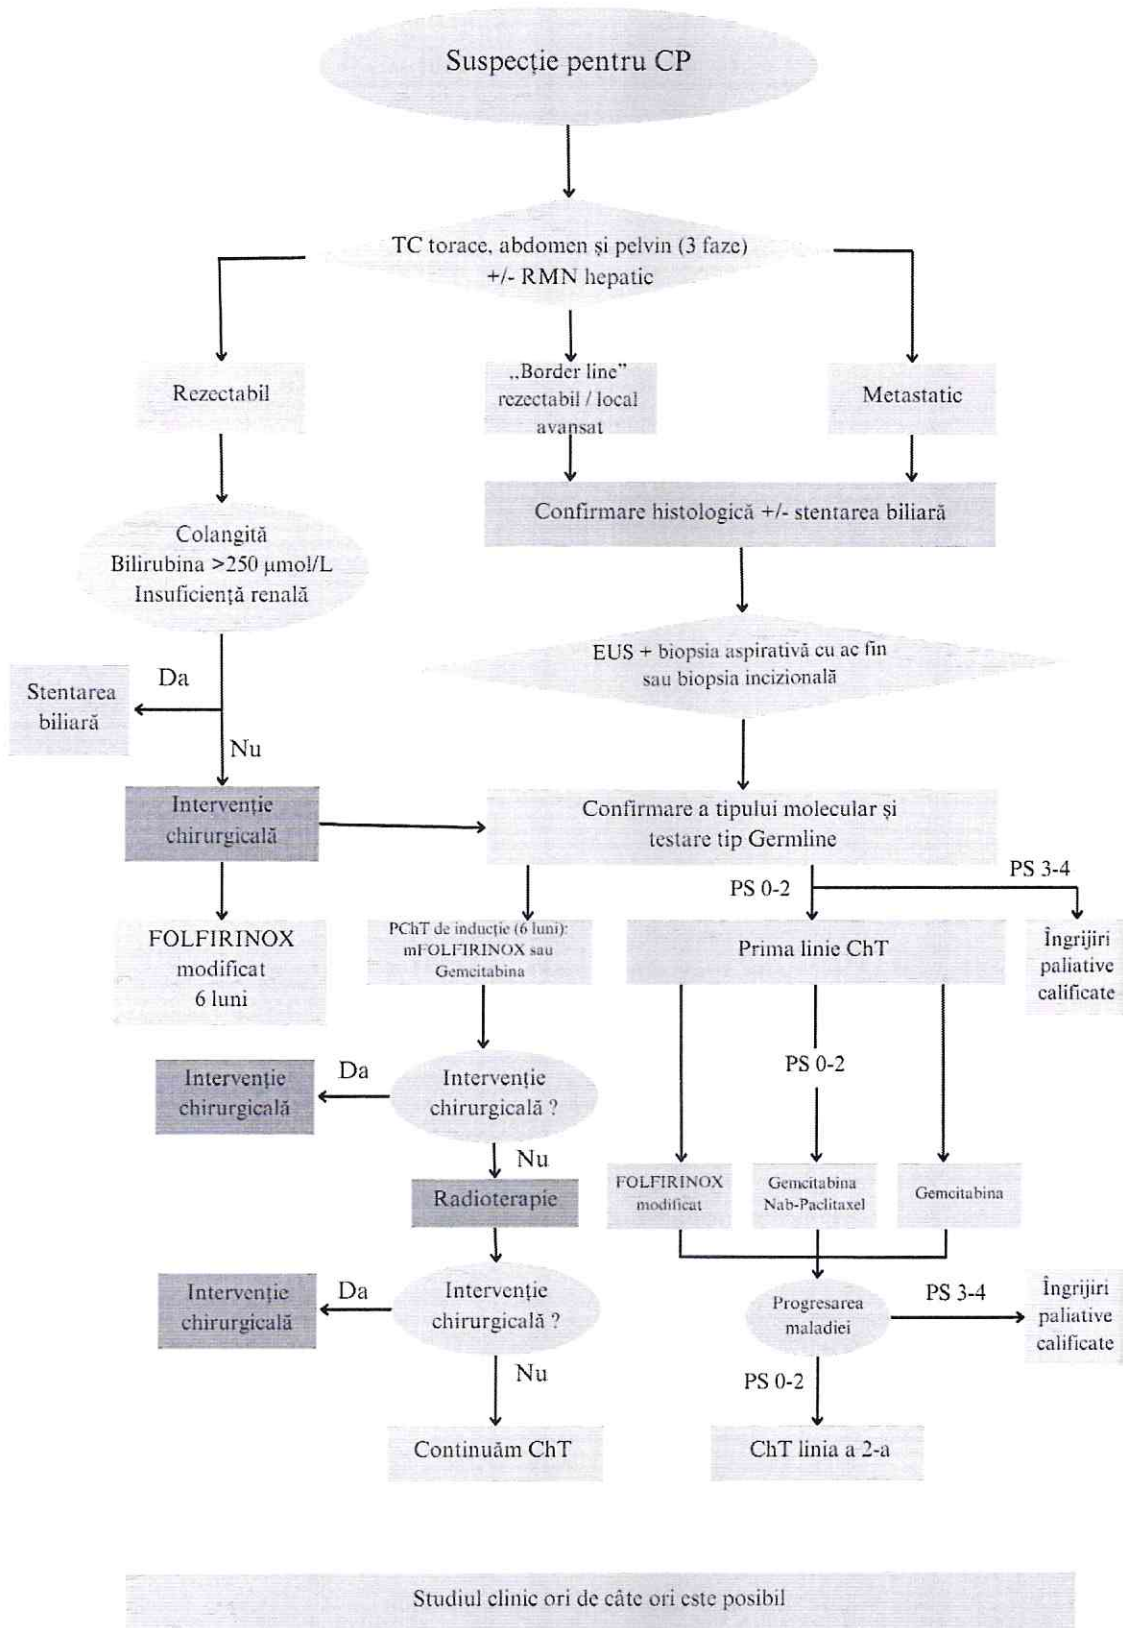 Suspecție pentru CP
TC torace, abdomen și pelvin (3 faze)
+/- RMN hepatic
Rezectabil
„Border line”
rezectabil / local
avansat
Metastatic
Confirmare histologică +/- stentarea biliară
Colangită
Bilirubina >250 μmol/L
Insuficiență renală
EUS + biopsia aspirativă cu ac fin
sau biopsia incizională
Stentarea
biliară
Da
Nu
Intervenție
chirurgicală
Confirmare a tipului molecular și
testare tip Germline
PS 0-2
PS 3-4
FOLFIRINOX
modificat
6 luni
PChT de inducție (6 luni):
mFOLFIRINOX sau
Gemcitabina
Prima linie ChT
Îngrijiri
paliative
calificate
Intervenție
chirurgicală
Da
Intervenție
chirurgicală ?
PS 0-2
Nu
Radioterapie
FOLFIRINOX
modificat
Gemcitabina
Nab-Paclitaxel
Gemcitabina
Intervenție
chirurgicală
Da
Intervenție
chirurgicală ?
Progresarea
maladiei
PS 3-4
Îngrijiri
paliative
calificate
Nu
PS 0-2
Continuăm ChT
ChT linia a 2-a
Studiul clinic ori de câte ori este posibil